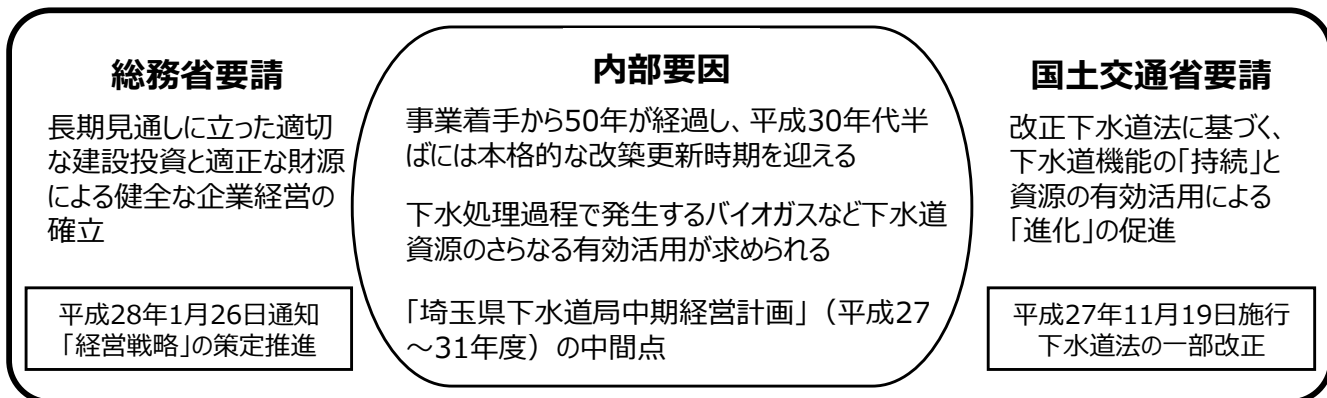 総務省要請
長期見通しに立った適切
な建設投資と適正な財源
による健全な企業経営の
確立
平成28年1月26日通知
「経営戦略」の策定推進
内部要因
事業着手から50年が経過し、平成30年代半
ばには本格的な改築更新時期を迎える
下水処理過程で発生するバイオガスなど下水道
資源のさらなる有効活用が求められる
「埼玉県下水道局中期経営計画」（平成27
～31年度）の中間点
国土交通省要請
改正下水道法に基づく、
下水道機能の「持続」と
資源の有効活用による
「進化」の促進
平成27年11月19日施行
下水道法の一部改正